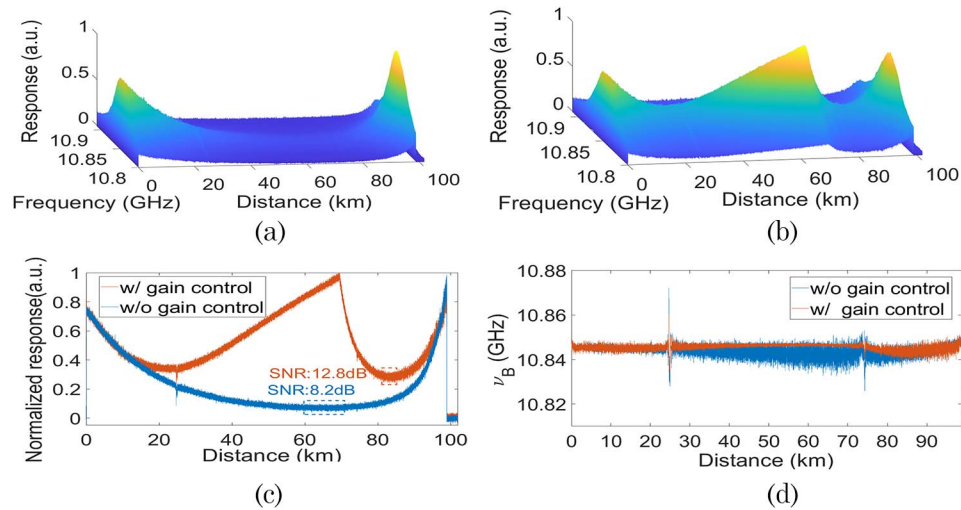 1
0.5
0
Response (a.u.)
10.9
10.85
10.8
Frequency (GHz)
0
20
40
60
80
100
Distance (km)
(a)
1
0.5
0
Response (a.u.)
10.9
10.85
10.8
Frequency (GHz)
0
20
40
60
80
100
Distance (km)
(b)
1
0.8
0.6
0.4
0.2
0
Normalized response(a.u.)
w/ gain control
w/o gain control
SNR:12.8dB
SNR:8.2dB
0
20
40
60
80
100
Distance (km)
(c)
10.88
10.86
10.84
10.82
νB (GHz)
w/o gain control
w/ gain control
0
10
20
30
40
50
60
70
80
90
Distance (km)
(d)